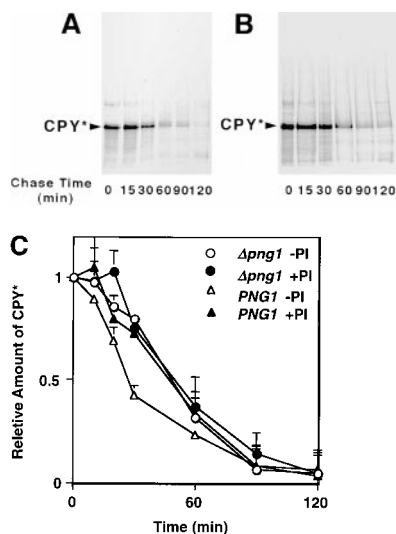 A
B
CPY*
CPY*
Chase Time
(min)
0 15 30 60 90 120
0 15 30 60 90 120
C
Δpng1 -PI
Δpng1 +PI
PNG1 -PI
PNG1 +PI
Reletive Amount of CPY*
1
0.5
0
0
60
120
Time (min)